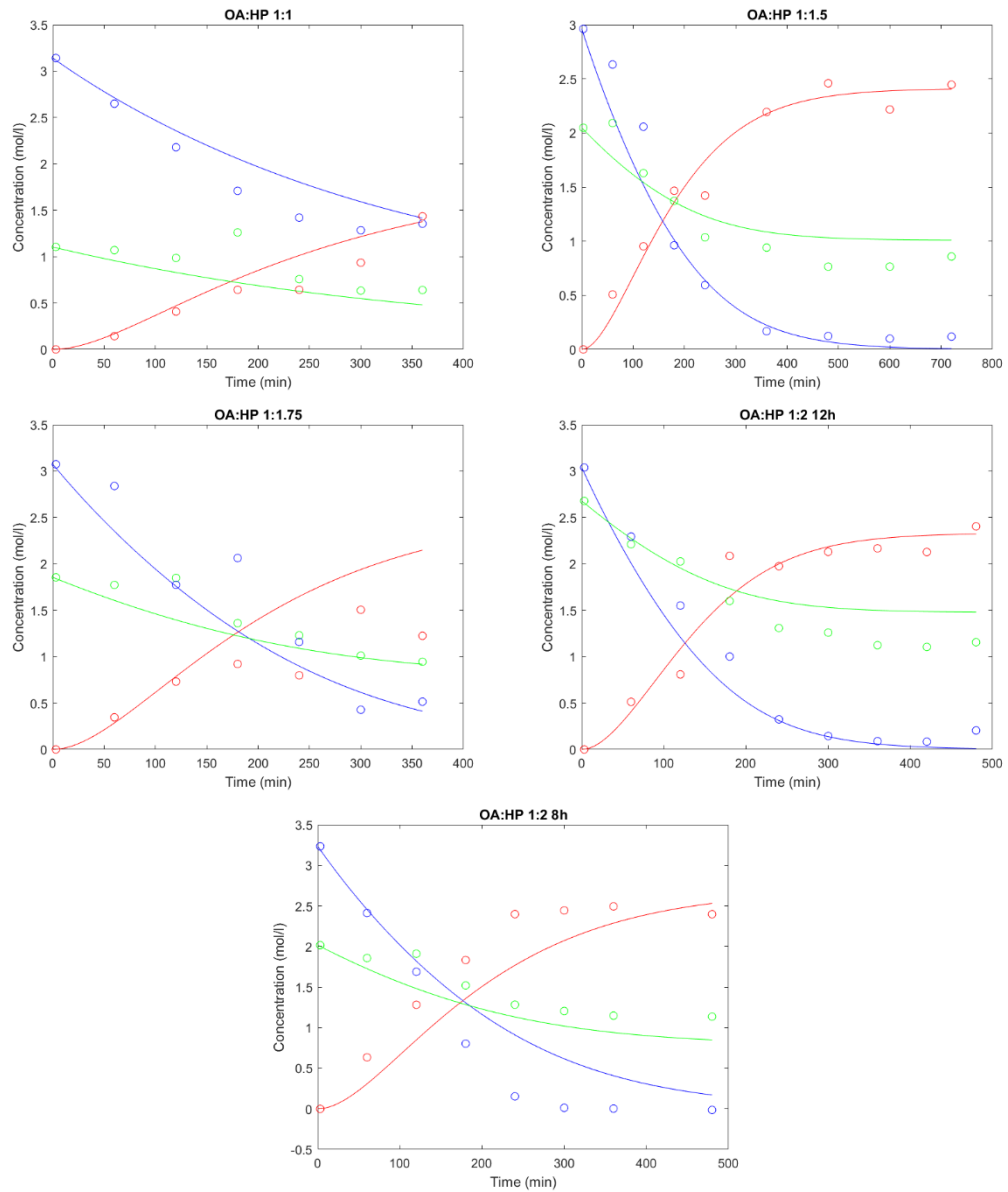 OA:HP 1:1
Concentration (mol/l)
3.5
3
2.5
2
1.5
1
0.5
0
0 50 100 150 200 250 300 350 400
Time (min)
OA:HP 1:1.5
Concentration (mol/l)
3
2.5
2
1.5
1
0.5
0
0 100 200 300 400 500 600 700 800
Time (min)
OA:HP 1:1.75
Concentration (mol/l)
3.5
3
2.5
2
1.5
1
0.5
0
0 50 100 150 200 250 300 350 400
Time (min)
OA:HP 1:2 12h
Concentration (mol/l)
3.5
3
2.5
2
1.5
1
0.5
0
0 100 200 300 400 500
Time (min)
OA:HP 1:2 8h
Concentration (mol/l)
3.5
3
2.5
2
1.5
1
0.5
0
-0.5
0 100 200 300 400 500
Time (min)